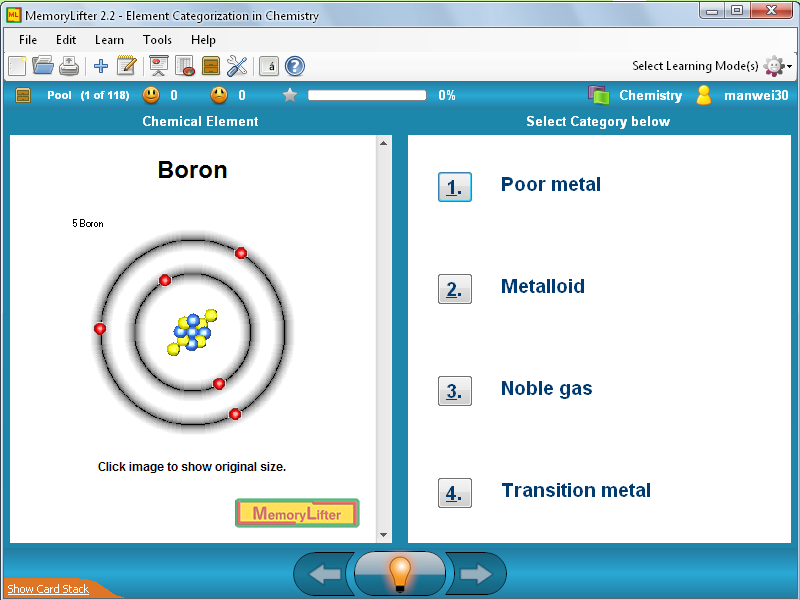 MemoryLifter 2.2 - Element Categorization in Chemistry
File Edit Learn Tools Help
á ? Select Learning Mode(s)
Pool (1 of 118) 0 0 0% Chemistry manwei30
Chemical Element
Select Category below
Boron
5 Boron
Click image to show original size.
MemoryLifter
1. Poor metal
2. Metalloid
3. Noble gas
4. Transition metal
Show Card Stack